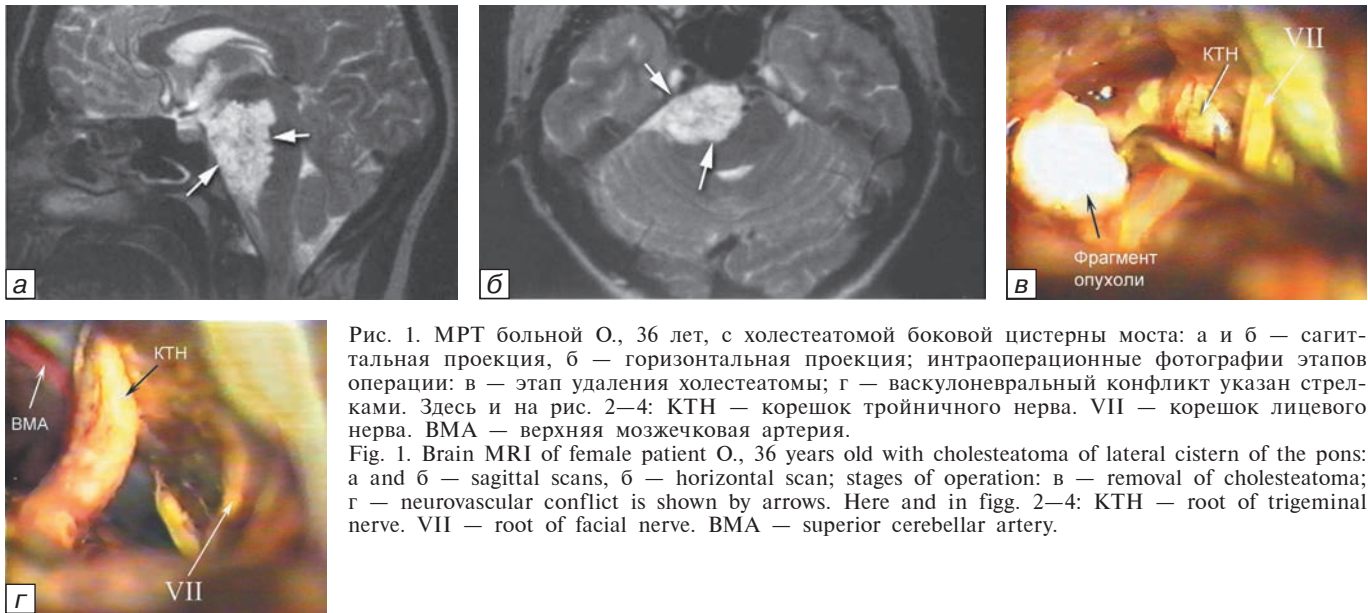 а
б
КТН
VII
Фрагмент
опухоли
в
КТН
ВМА
VII
г
Рис. 1. МРТ больной О., 36 лет, с холестеатомой боковой цистерны моста: а и б — сагит-
тальная проекция, б — горизонтальная проекция; интраоперационные фотографии этапов
операции: в — этап удаления холестеатомы; г — васкулоневральный конфликт указан стрел-
ками. Здесь и на рис. 2—4: КТН — корешок тройничного нерва. VII — корешок лицевого
нерва. ВМА — верхняя мозжечковая артерия.
Fig. 1. Brain MRI of female patient O., 36 years old with cholesteatoma of lateral cistern of the pons:
a and б — sagittal scans, б — horizontal scan; stages of operation: в — removal of cholesteatoma;
г — neurovascular conflict is shown by arrows. Here and in figg. 2—4: KTH — root of trigeminal
nerve. VII — root of facial nerve. BMA — superior cerebellar artery.